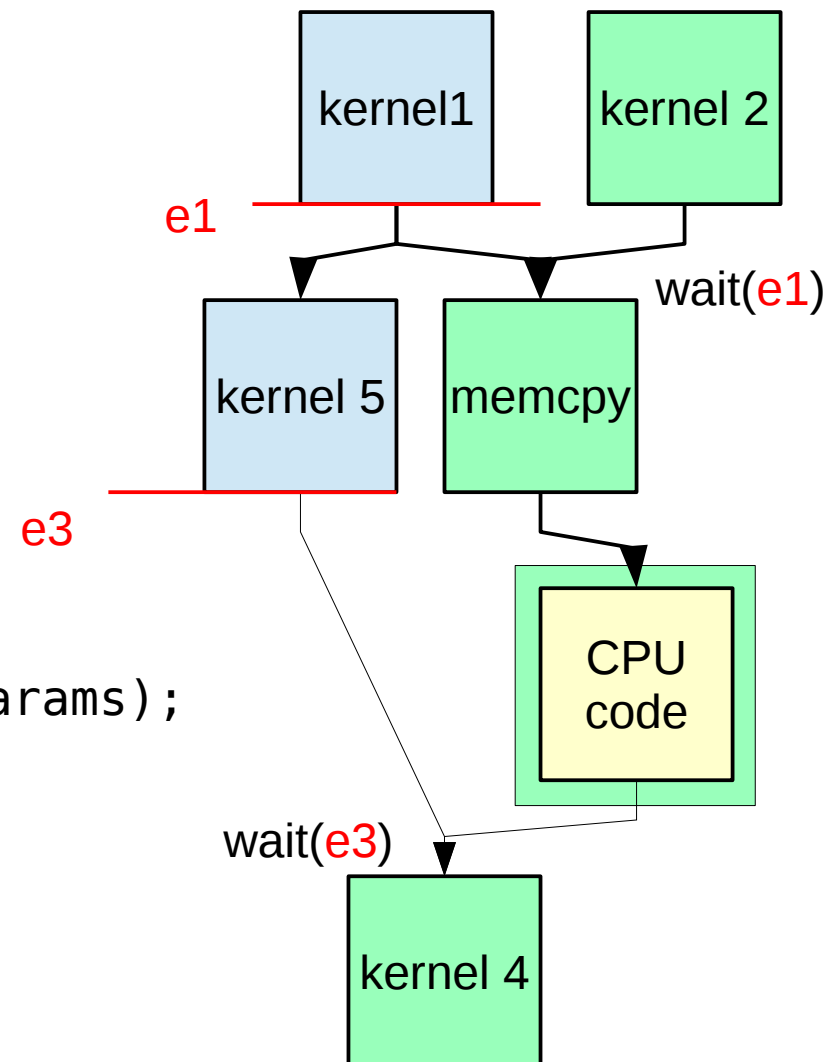 kernel1
kernel 2
e1
wait(e1)
kernel 5
memcpy
e3
CPU
code
arams);
wait(e3)
kernel 4